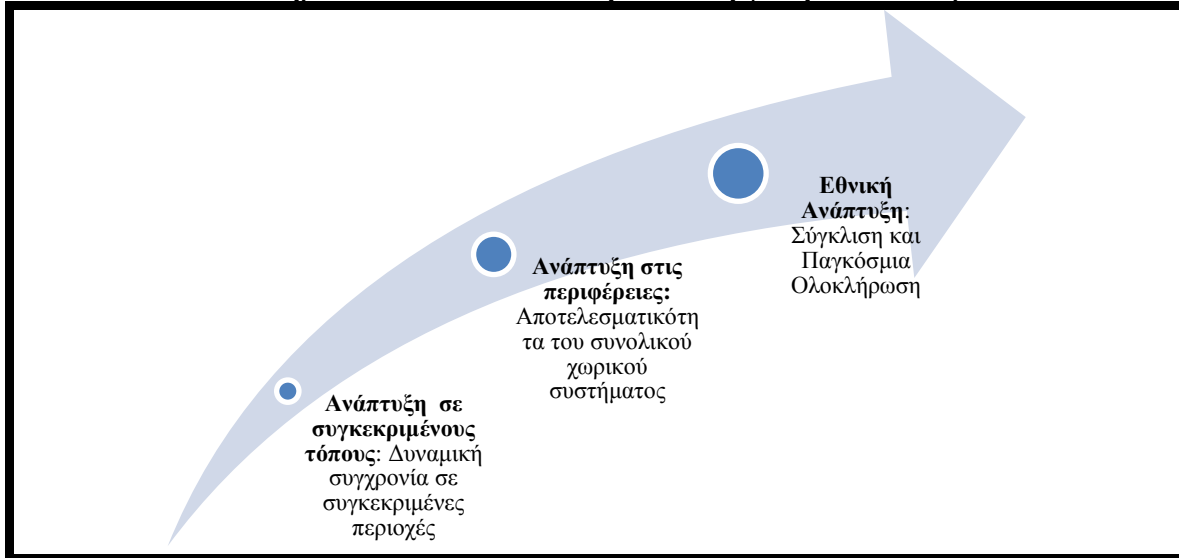 Ανάπτυξη σε
συγκεκριμένους
τόπους: Δυναμική
συγχρονία σε
συγκεκριμένες
περιοχές
Ανάπτυξη στις
περιφέρειες:
Αποτελεσματικότη
τα του συνολικού
χωρικού
συστήματος
Εθνική
Ανάπτυξη:
Σύγκλιση και
Παγκόσμια
Ολοκλήρωση